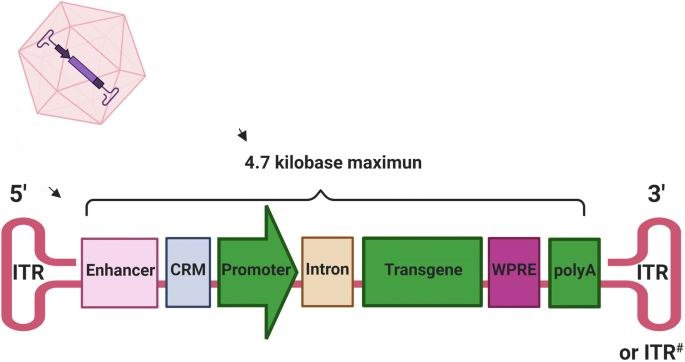 4.7 kilobase maximun
5'
3'
ITR
Enhancer
CRM
Promoter
Intron
Transgene
WPRE
polyA
ITR
or ITR#